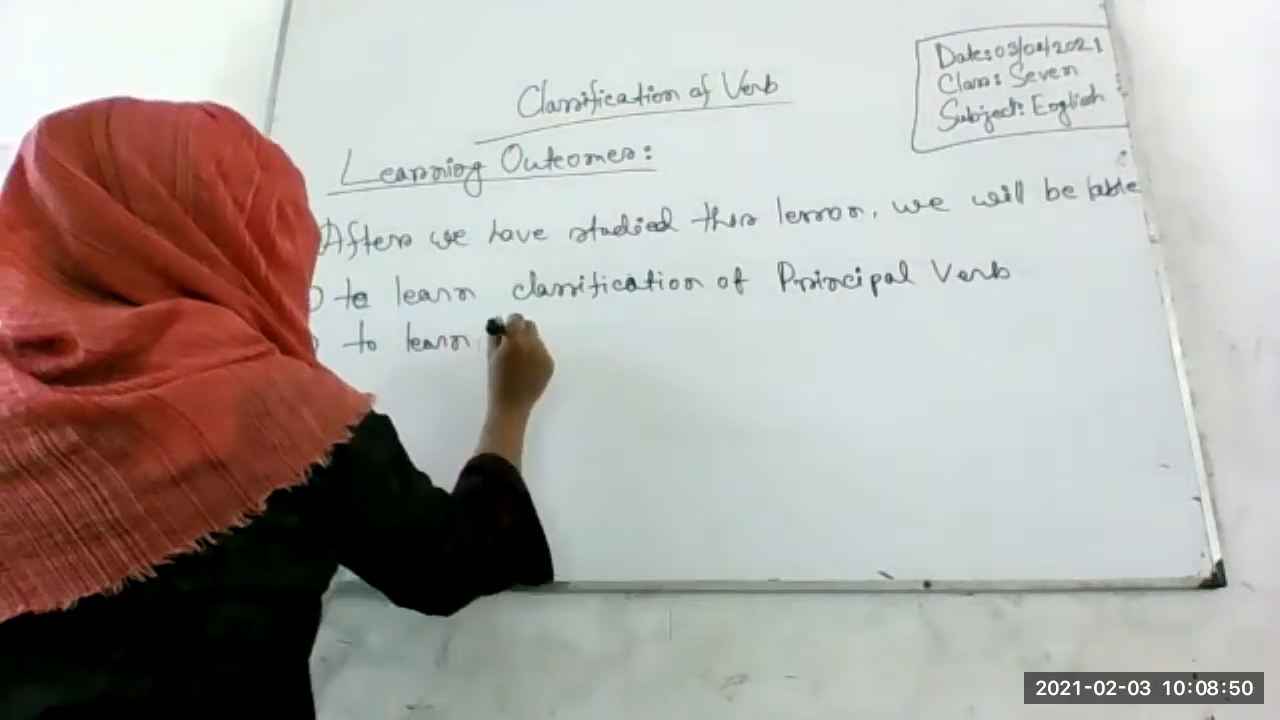 Classification of Verb
Date: 03/02/2021
Class: Seven
Subject: English
Learning Outcomes:
After we have studied this lesson, we will be able
to learn classification of Principal Verb
to learn
2021-02-03 10:08:50